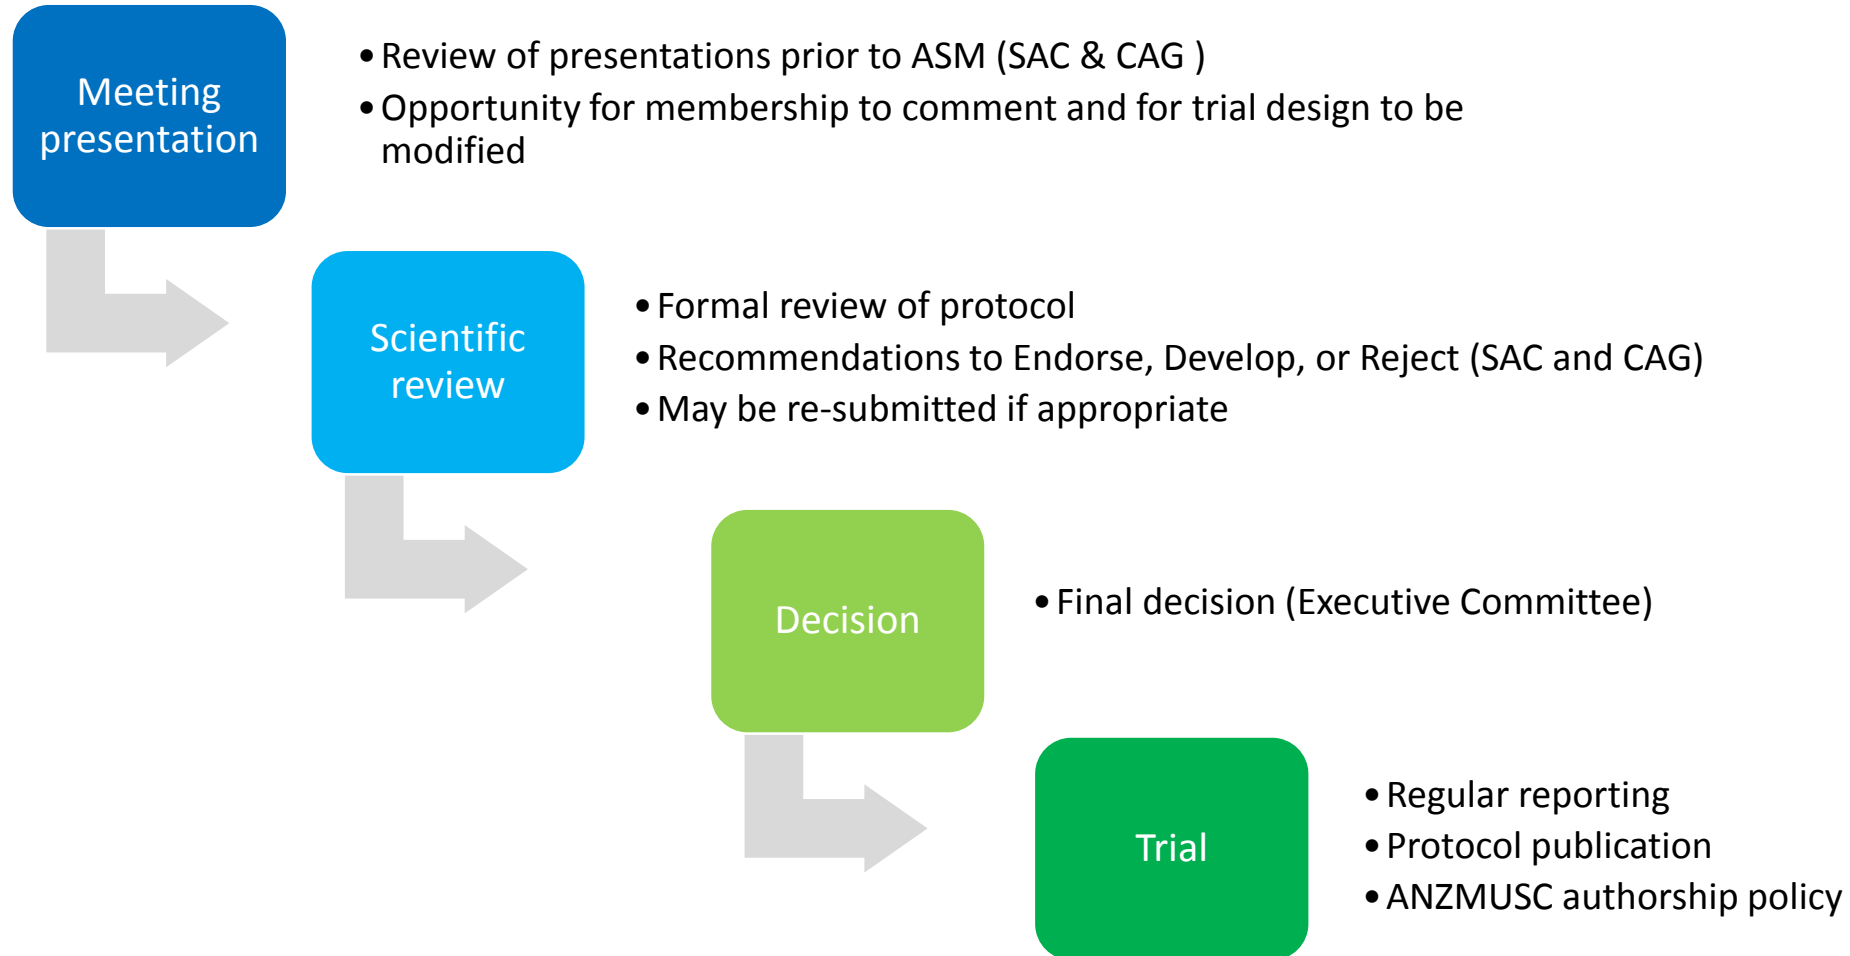 Meeting
presentation
•Review of presentations prior to ASM (SAC & CAG )
•Opportunity for membership to comment and for trial design to be
modified
Scientific
review
•Formal review of protocol
•Recommendations to Endorse, Develop, or Reject (SAC and CAG)
•May be re-submitted if appropriate
Decision
•Final decision (Executive Committee)
Trial
•Regular reporting
•Protocol publication
•ANZMUSC authorship policy